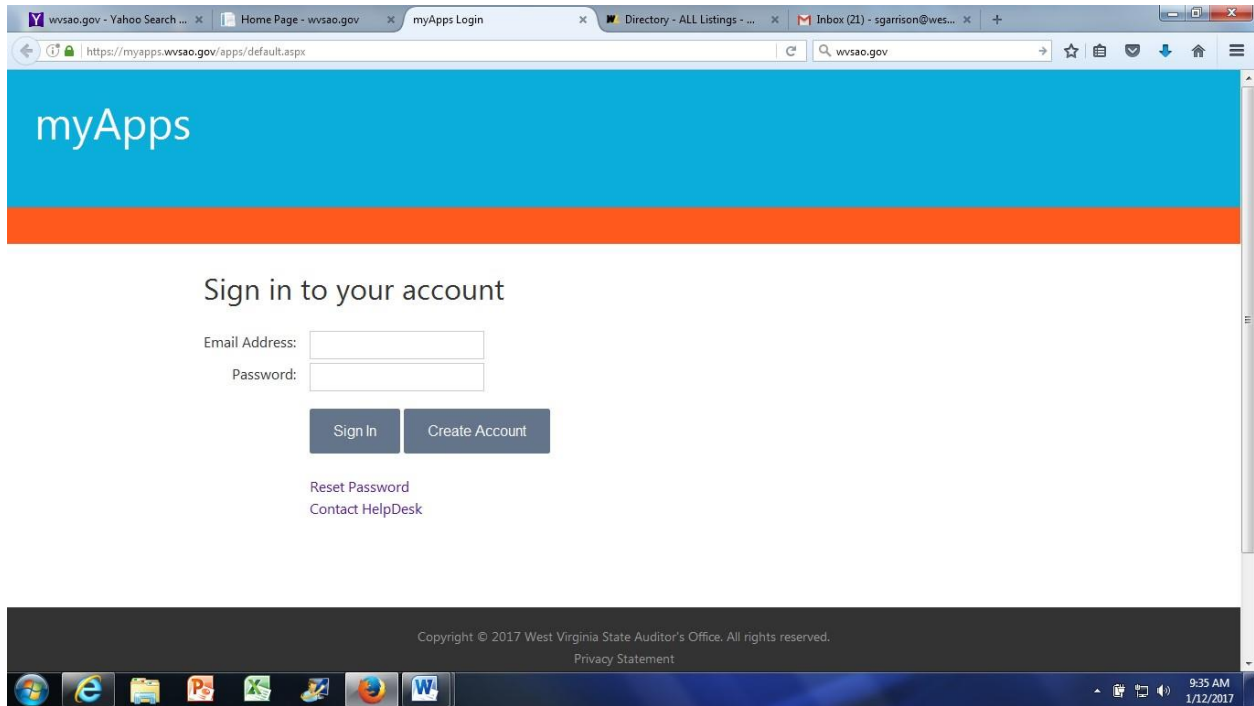 wvsao.gov - Yahoo Search ...
Home Page - wvsao.gov
myApps Login
Directory - ALL Listings - ...
Inbox (21) - sgarrison@wes...
https://myapps.wvsao.gov/apps/default.aspx
wvsao.gov
myApps
Sign in to your account
Email Address:
Password:
Sign In
Create Account
Reset Password
Contact HelpDesk
Copyright © 2017 West Virginia State Auditor's Office. All rights reserved.
Privacy Statement
9:35 AM
1/12/2017